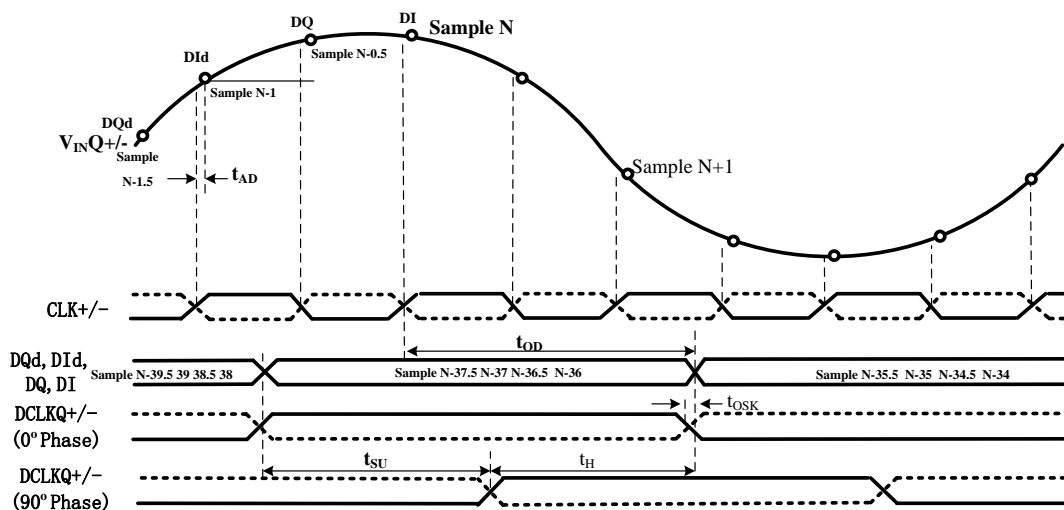 DI
Sample N
DQ
Sample N-0.5
DId
Sample N-1
DQd
VINQ+/-
Sample
N-1.5
tAD
Sample N+1
CLK+/-
tOD
DQd, DId,
DQ, DI
Sample N-39.5 39 38.5 38
Sample N-37.5 N-37 N-36.5 N-36
Sample N-35.5 N-35 N-34.5 N-34
DCLKQ+/-
(0° Phase)
tOSK
tSU
tH
DCLKQ+/-
(90° Phase)